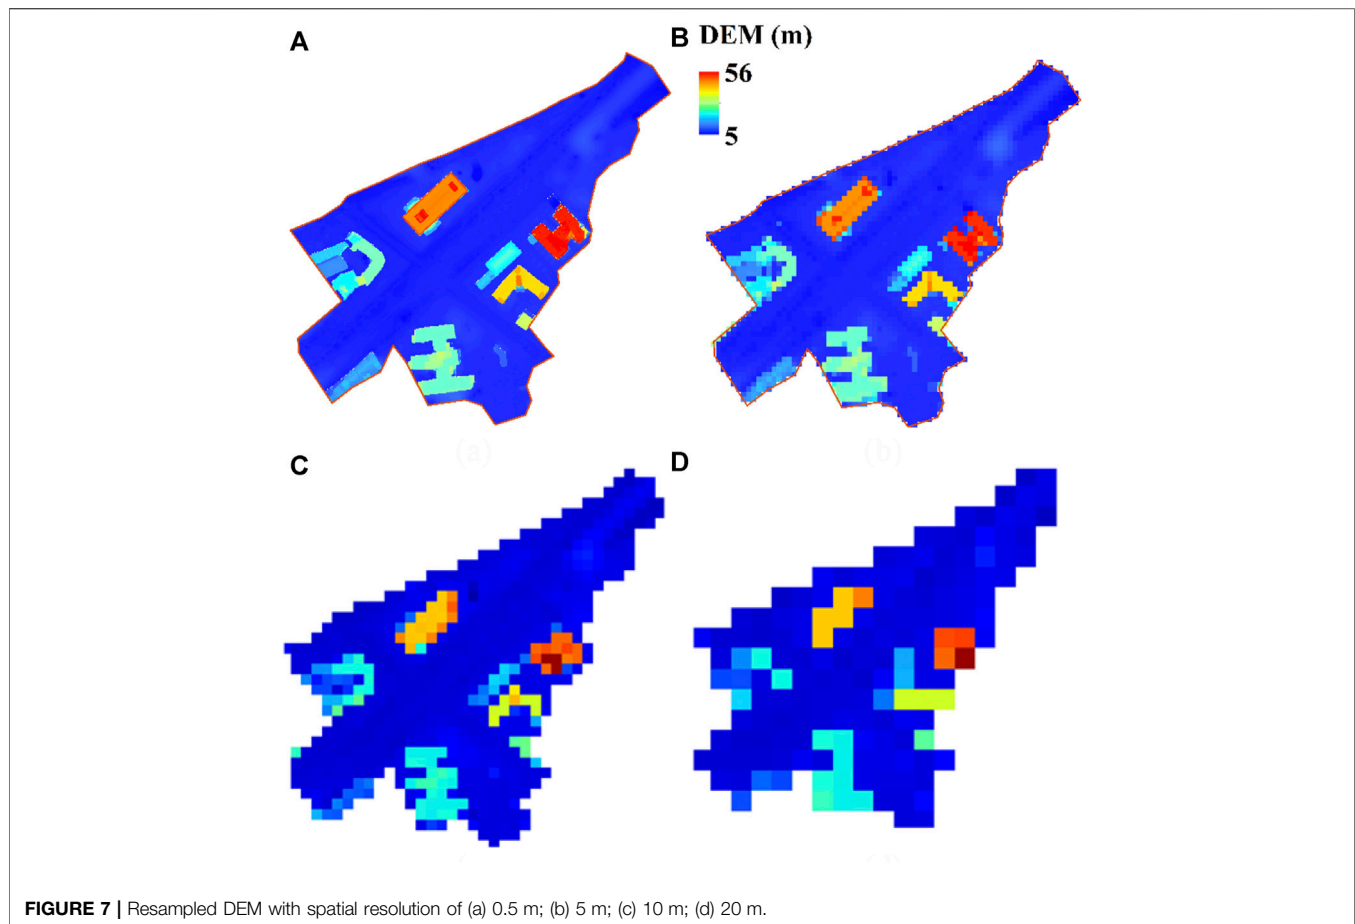 A
B DEM (m)
56
5
(a)
(b)
C
D
FIGURE 7 | Resampled DEM with spatial resolution of (a) 0.5 m; (b) 5 m; (c) 10 m; (d) 20 m.